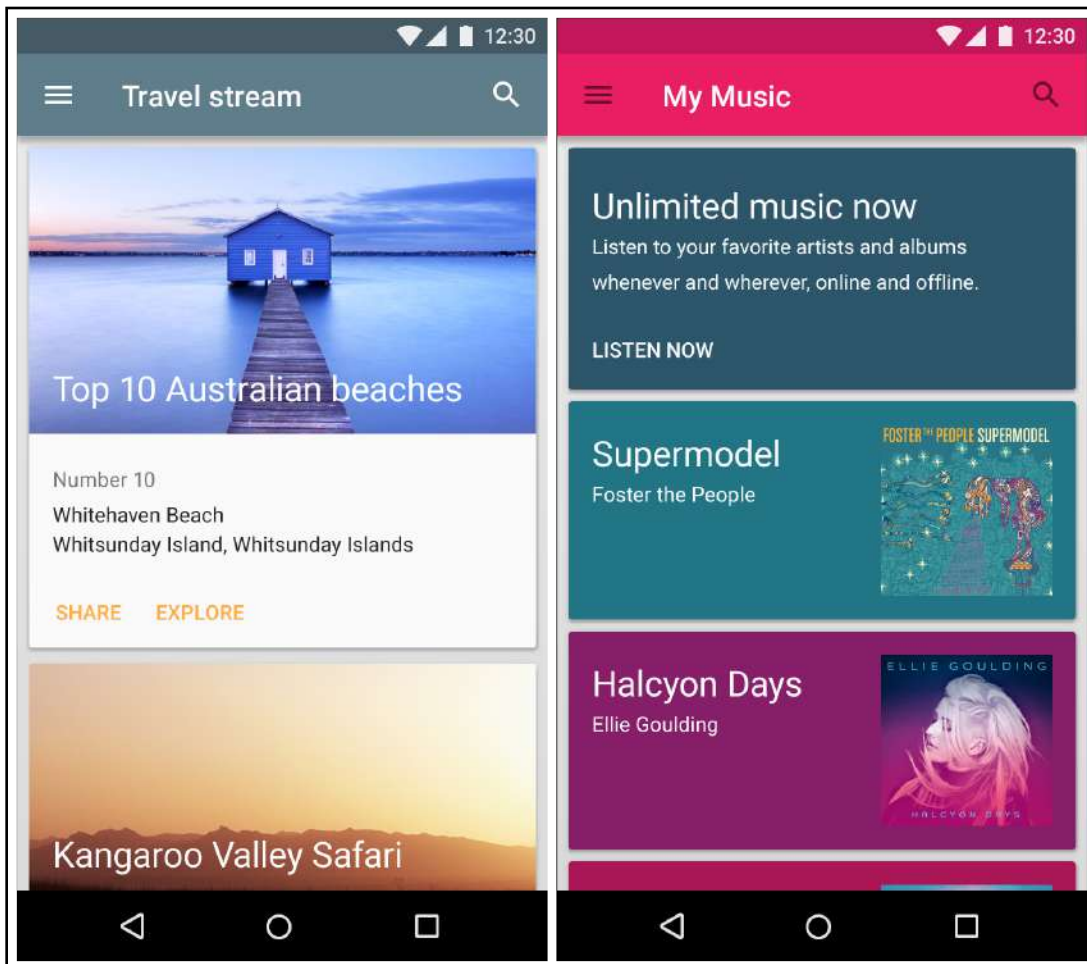 12:30
Travel stream
Top 10 Australian beaches
Number 10
Whitehaven Beach
Whitsunday Island, Whitsunday Islands
SHARE EXPLORE
Kangaroo Valley Safari
12:30
My Music
Unlimited music now
Listen to your favorite artists and albums
whenever and wherever, online and offline.
LISTEN NOW
Supermodel
Foster the People
FOSTER THE PEOPLE SUPERMODEL
Halcyon Days
Ellie Goulding
ELLIE GOULDING
HALCYON DAYS